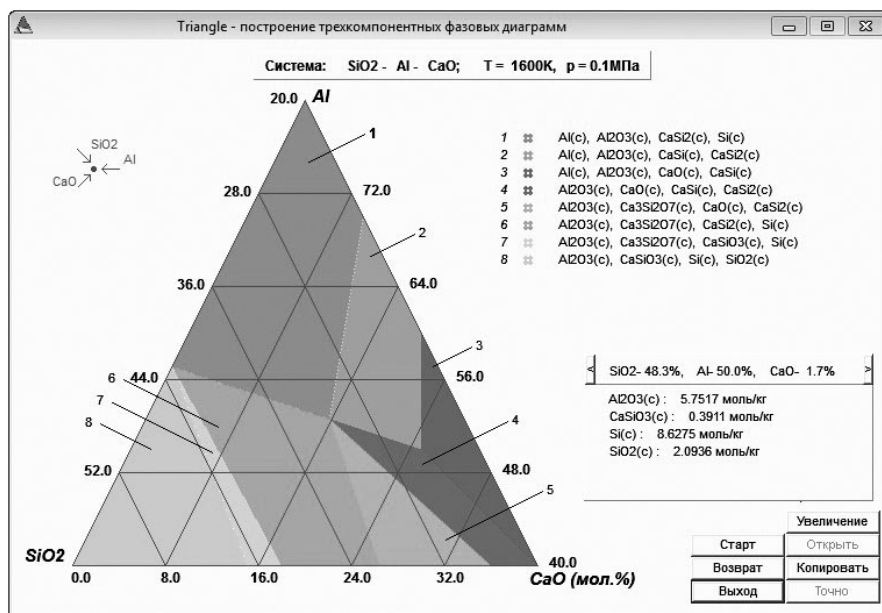 Triangle - построение трехкомпонентных фазовых диаграмм
Система: SiO2 - Al - CaO; T = 1600K, p = 0.1МПа
20.0 Al
1
SiO2
Al
CaO
28.0 72.0
2
36.0 64.0
3
6 44.0 56.0
7
8
4
52.0 48.0
5
SiO2 40.0
0.0 8.0 16.0 24.0 32.0 CaO (мол.%)
1 Al(c), Al2O3(c), CaSi2(c), Si(c)
2 Al(c), Al2O3(c), CaSi(c), CaSi2(c)
3 Al(c), Al2O3(c), CaO(c), CaSi(c)
4 Al2O3(c), CaO(c), CaSi(c), CaSi2(c)
5 Al2O3(c), Ca3Si2O7(c), CaO(c), CaSi2(c)
6 Al2O3(c), Ca3Si2O7(c), CaSi2(c), Si(c)
7 Al2O3(c), Ca3Si2O7(c), CaSiO3(c), Si(c)
8 Al2O3(c), CaSiO3(c), Si(c), SiO2(c)
< SiO2- 48.3%, Al- 50.0%, CaO- 1.7% >
Al2O3(c) : 5.7517 моль/кг
CaSiO3(c) : 0.3911 моль/кг
Si(c) : 8.6275 моль/кг
SiO2(c) : 2.0936 моль/кг
Увеличение
Старт Открыть
Возврат Копировать
Выход Точно